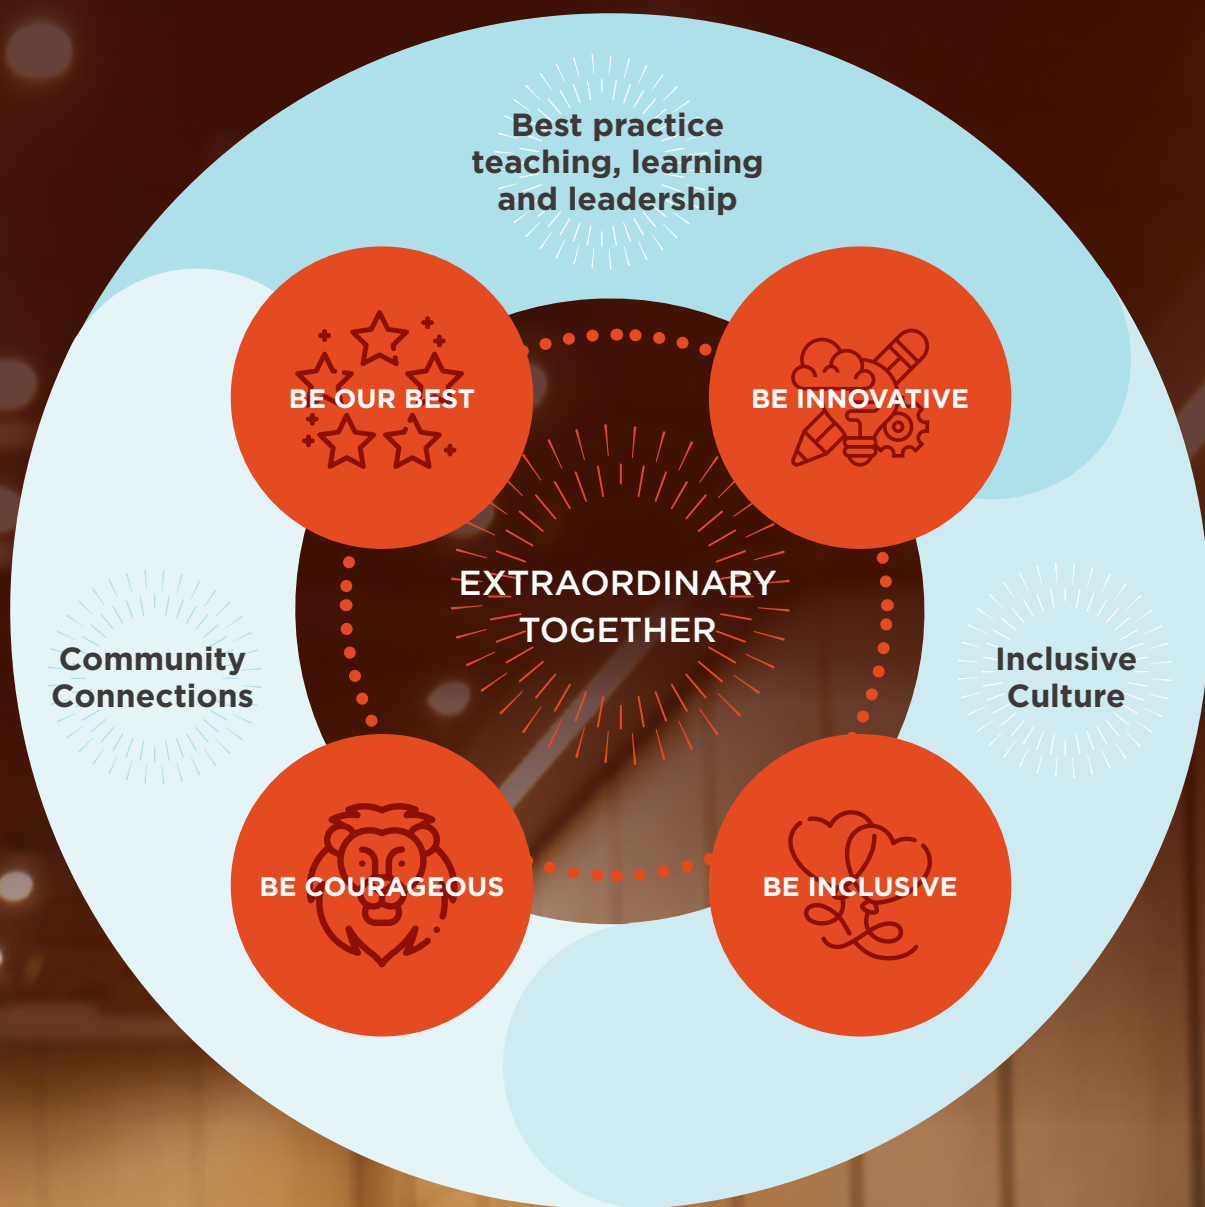 Best practice
teaching, learning
and leadership
BE OUR BEST
BE INNOVATIVE
EXTRAORDINARY
TOGETHER
Community
Connections
Inclusive
Culture
BE COURAGEOUS
BE INCLUSIVE